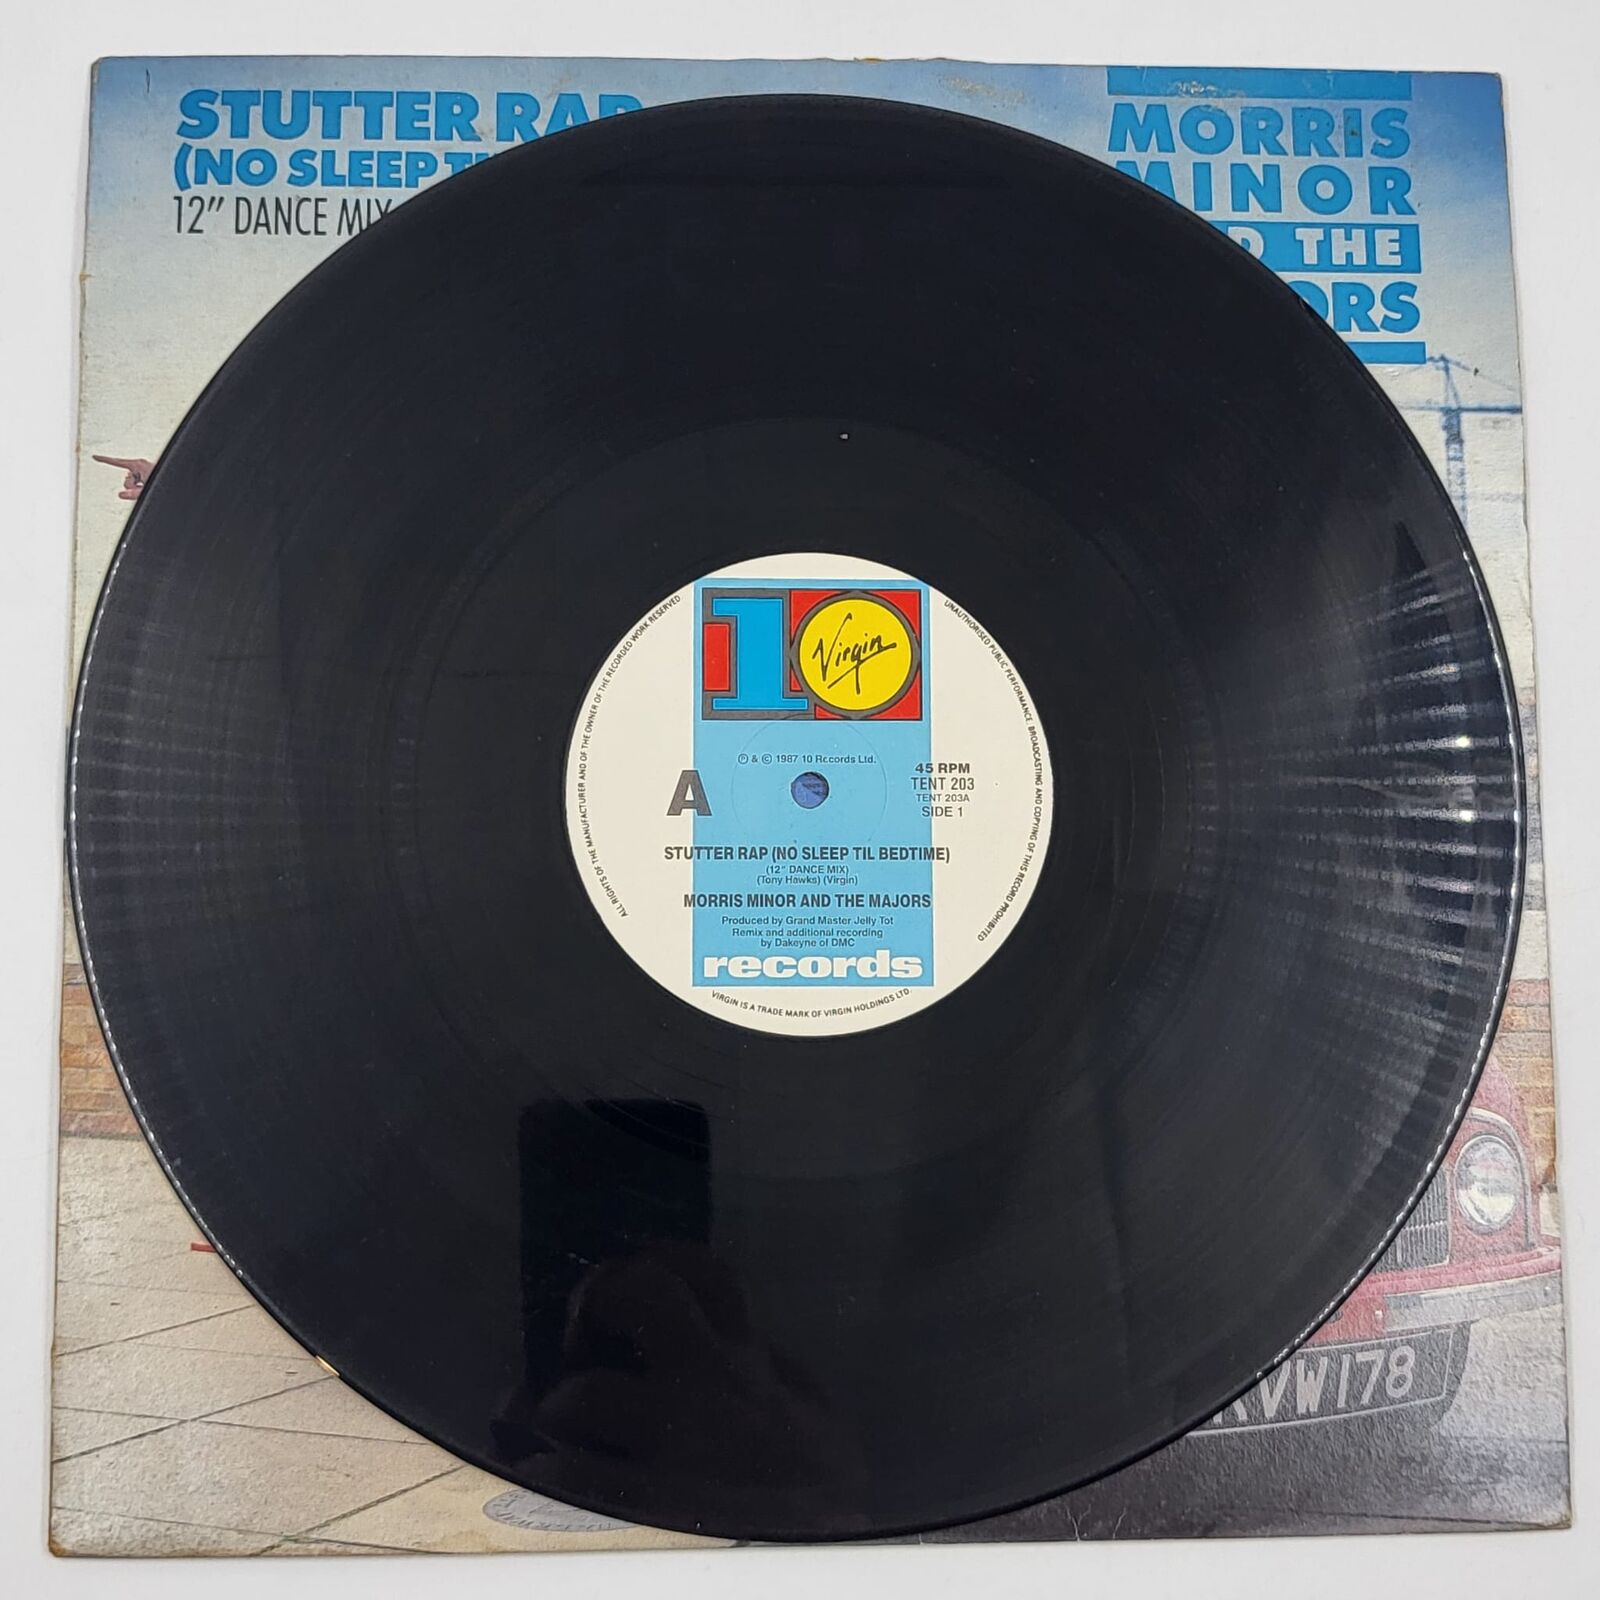 STUTTER RAP
(NO SLEEP
12" DANCE MIX
MORRIS
MINOR
THE
ORS
10
Virgin
ALL RIGHTS OF THE MANUFACTURER AND OF THE OWNER OF THE RECORDED WORK RESERVED
UNAUTHORISED PUBLIC PERFORMANCE. BROADCASTING AND COPYING OF THIS RECORD PROHIBITED
℗ & © 1987 10 Records Ltd.
A
45 RPM
TENT 203
TENT 203A
SIDE 1
STUTTER RAP (NO SLEEP TIL BEDTIME)
(12" DANCE MIX)
(Tony Hawks) (Virgin)
MORRIS MINOR AND THE MAJORS
Produced by Grand Master Jelly Tot
Remix and additional recording
by Dakeyne of DMC
records
VIRGIN IS A TRADE MARK OF VIRGIN HOLDINGS LTD.
VW178